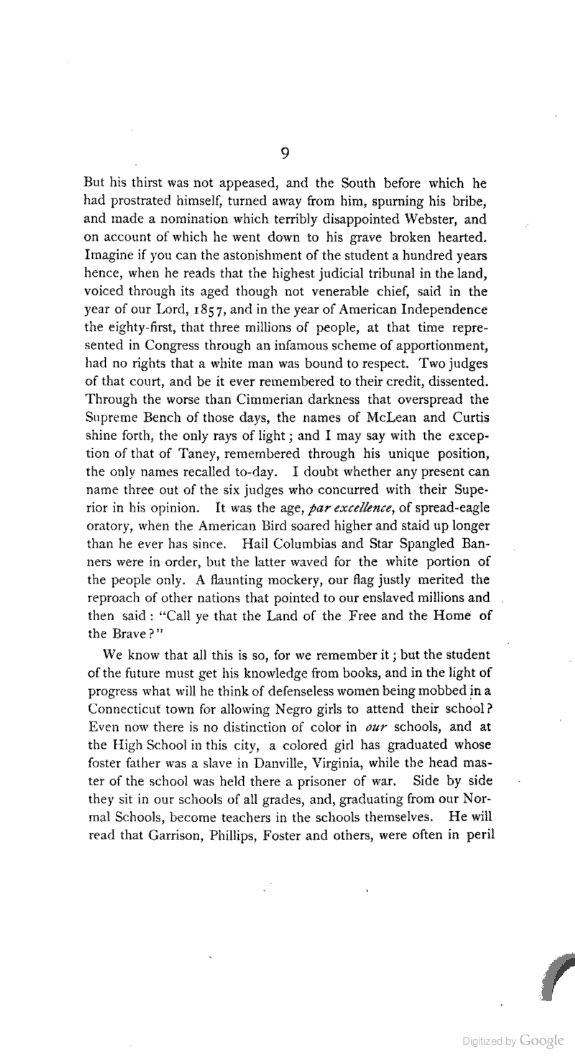 9
But his thirst was not appeased, and the South before which he
had prostrated himself, turned away from him, spurning his bribe,
and made a nomination which terribly disappointed Webster, and
on account of which he went down to his grave broken hearted.
Imagine if you can the astonishment of the student a hundred years
hence, when he reads that the highest judicial tribunal in the land,
voiced through its aged though not venerable chief, said in the
year of our Lord, 1857, and in the year of American Independence
the eighty-first, that three millions of people, at that time repre-
sented in Congress through an infamous scheme of apportionment,
had no rights that a white man was bound to respect. Two judges
of that court, and be it ever remembered to their credit, dissented.
Through the worse than Cimmerian darkness that overspread the
Supreme Bench of those days, the names of McLean and Curtis
shine forth, the only rays of light; and I may say with the excep-
tion of that of Taney, remembered through his unique position,
the only names recalled to-day. I doubt whether any present can
name three out of the six judges who concurred with their Supe-
rior in his opinion. It was the age, par excellence, of spread-eagle
oratory, when the American Bird soared higher and staid up longer
than he ever has since. Hail Columbias and Star Spangled Ban-
ners were in order, but the latter waved for the white portion of
the people only. A flaunting mockery, our flag justly merited the
reproach of other nations that pointed to our enslaved millions and
then said: "Call ye that the Land of the Free and the Home of
the Brave?"
We know that all this is so, for we remember it; but the student
of the future must get his knowledge from books, and in the light of
progress what will he think of defenseless women being mobbed in a
Connecticut town for allowing Negro girls to attend their school?
Even now there is no distinction of color in our schools, and at
the High School in this city, a colored girl has graduated whose
foster father was a slave in Danville, Virginia, while the head mas-
ter of the school was held there a prisoner of war. Side by side
they sit in our schools of all grades, and, graduating from our Nor-
mal Schools, become teachers in the schools themselves. He will
read that Garrison, Phillips, Foster and others, were often in peril
Digitized by Google